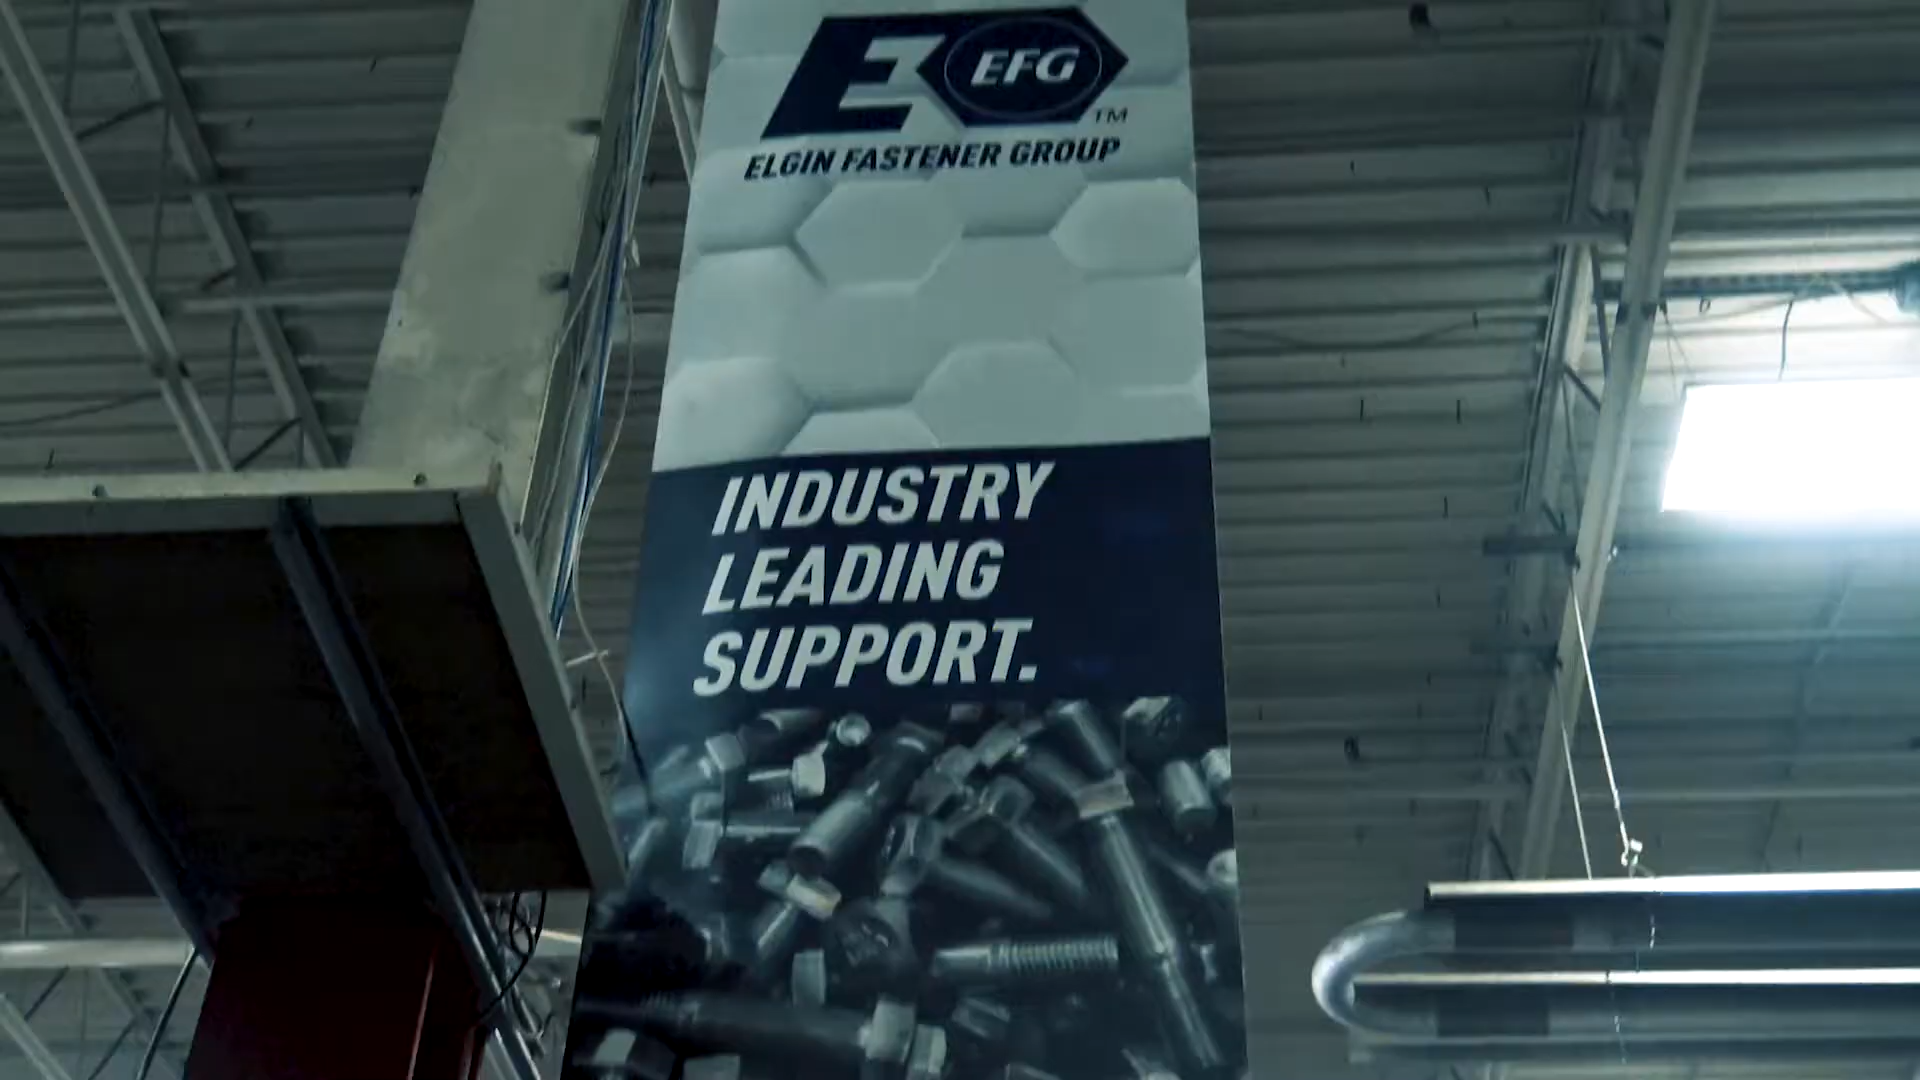 E EFG
TM
ELGIN FASTENER GROUP
INDUSTRY
LEADING
SUPPORT.